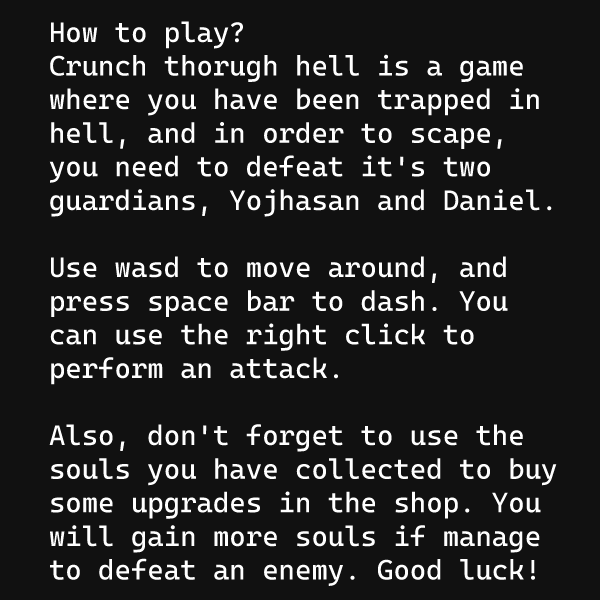 How to play?
Crunch thorugh hell is a game
where you have been trapped in
hell, and in order to scape,
you need to defeat it's two
guardians, Yojhasan and Daniel.

Use wasd to move around, and
press space bar to dash. You
can use the right click to
perform an attack.

Also, don't forget to use the
souls you have collected to buy
some upgrades in the shop. You
will gain more souls if manage
to defeat an enemy. Good luck!